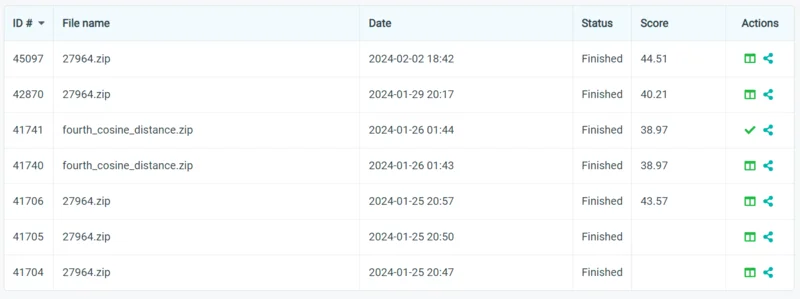 ID # File name Date Status Score Actions
45097 27964.zip 2024-02-02 18:42 Finished 44.51
42870 27964.zip 2024-01-29 20:17 Finished 40.21
41741 fourth_cosine_distance.zip 2024-01-26 01:44 Finished 38.97
41740 fourth_cosine_distance.zip 2024-01-26 01:43 Finished 38.97
41706 27964.zip 2024-01-25 20:57 Finished 43.57
41705 27964.zip 2024-01-25 20:50 Finished
41704 27964.zip 2024-01-25 20:47 Finished